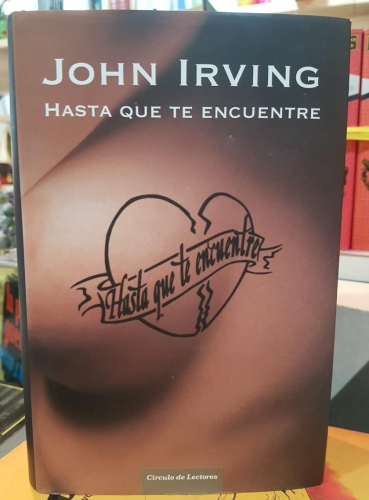 JOHN IRVING
HASTA QUE TE ENCUENTRE
Hasta que te encuentre
Círculo de Lectores